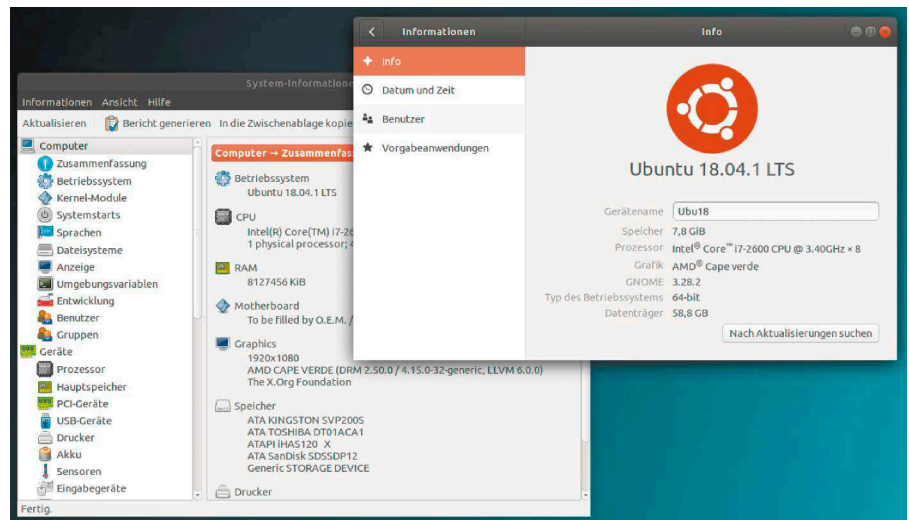 Informationen
Info
Info
Datum und Zeit
Benutzer
Vorgabeanwendungen
Ubuntu 18.04.1 LTS
Gerätename Ubu18
Speicher 7,8 GiB
Prozessor Intel® Core™ i7-2600 CPU @ 3.40GHz × 8
Grafik AMD® Cape verde
GNOME 3.28.2
Typ des Betriebssystems 64-bit
Datenträger 58,8 GB
Nach Aktualisierungen suchen
System-Informatione
Informationen Ansicht Hilfe
Aktualisieren Bericht generieren In die Zwischenablage kopie
Computer
Zusammenfassung
Betriebssystem
Kernel-Module
Systemstarts
Sprachen
Dateisysteme
Anzeige
Umgebungsvariablen
Entwicklung
Benutzer
Gruppen
Geräte
Prozessor
Hauptspeicher
PCI-Geräte
USB-Geräte
Drucker
Akku
Sensoren
Eingabegeräte
Computer → Zusammenfas
Betriebssystem
Ubuntu 18.04.1 LTS
CPU
Intel(R) Core(TM) i7-26
1 physical processor; 4
RAM
8127456 KiB
Motherboard
To be filled by O.E.M. /
Graphics
1920x1080
AMD CAPE VERDE (DRM 2.50.0 / 4.15.0-32-generic, LLVM 6.0.0)
The X.Org Foundation
Speicher
ATA KINGSTON SVP200S
ATA TOSHIBA DT01ACA1
ATAPI iHAS120 X
ATA SanDisk SDSSDP12
Generic STORAGE DEVICE
Drucker
Fertig.